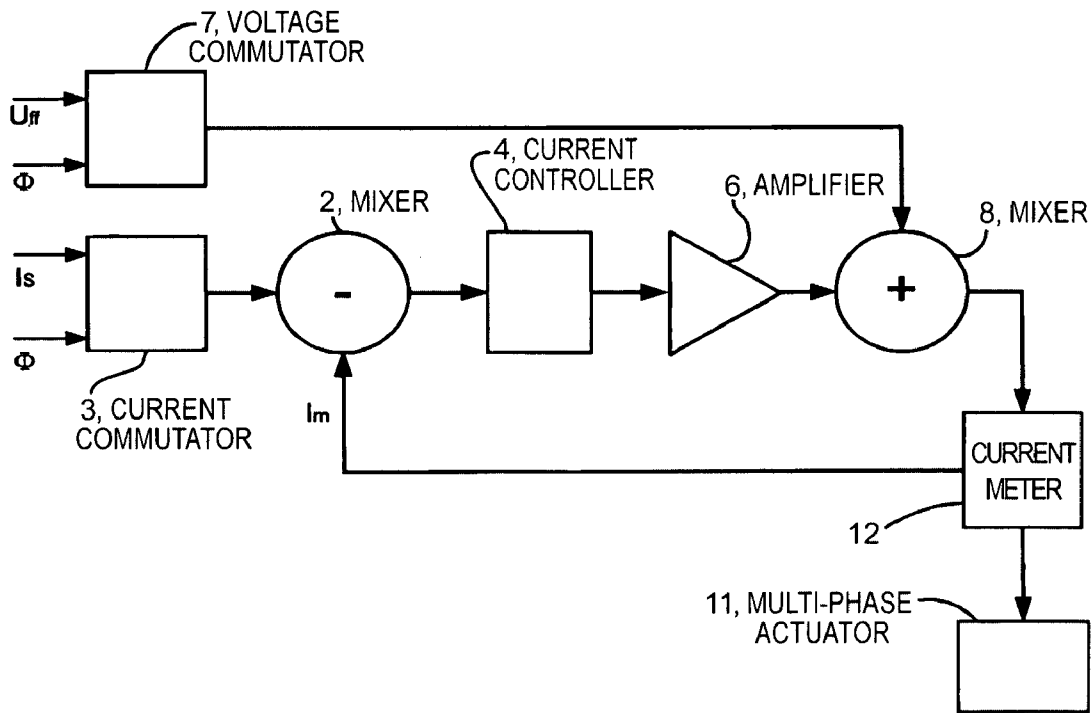 7, VOLTAGE
COMMUTATOR
Uff
Φ
4, CURRENT
CONTROLLER
6, AMPLIFIER
2, MIXER
8, MIXER
Is
-
+
Φ
3, CURRENT
COMMUTATOR
Im
CURRENT
METER
12
11, MULTI-PHASE
ACTUATOR